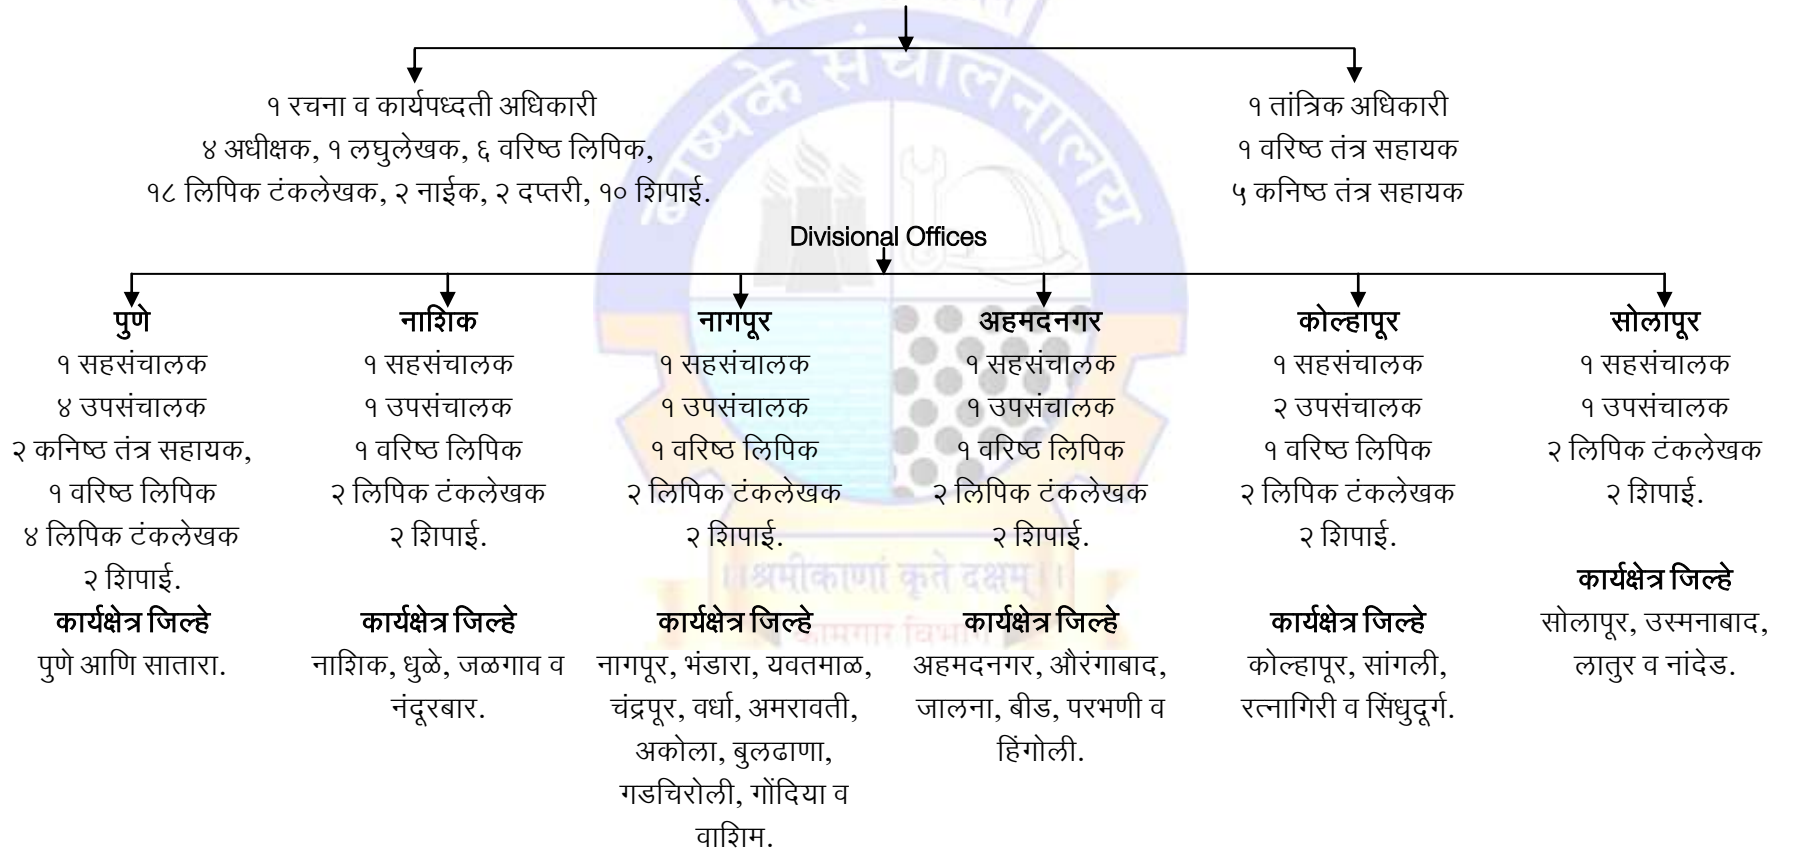 १ रचना व कार्यपध्दती अधिकारी
४ अधीक्षक, १ लघुलेखक, ६ वरिष्ठ लिपिक,
१८ लिपिक टंकलेखक, २ नाईक, २ दप्तरी, १० शिपाई.
१ तांत्रिक अधिकारी
१ वरिष्ठ तंत्र सहायक
५ कनिष्ठ तंत्र सहायक
बाष्पके संचालनालय
Divisional Offices
पुणे
१ सहसंचालक
४ उपसंचालक
२ कनिष्ठ तंत्र सहायक,
१ वरिष्ठ लिपिक
४ लिपिक टंकलेखक
२ शिपाई.
कार्यक्षेत्र जिल्हे
पुणे आणि सातारा.
नाशिक
१ सहसंचालक
१ उपसंचालक
१ वरिष्ठ लिपिक
२ लिपिक टंकलेखक
२ शिपाई.
कार्यक्षेत्र जिल्हे
नाशिक, धुळे, जळगाव व
नंदूरबार.
नागपूर
१ सहसंचालक
१ उपसंचालक
१ वरिष्ठ लिपिक
२ लिपिक टंकलेखक
२ शिपाई.
कार्यक्षेत्र जिल्हे
नागपूर, भंडारा, यवतमाळ,
चंद्रपूर, वर्धा, अमरावती,
अकोला, बुलढाणा,
गडचिरोली, गोंदिया व
वाशिम.
अहमदनगर
१ सहसंचालक
१ उपसंचालक
१ वरिष्ठ लिपिक
२ लिपिक टंकलेखक
२ शिपाई.
कार्यक्षेत्र जिल्हे
अहमदनगर, औरंगाबाद,
जालना, बीड, परभणी व
हिंगोली.
कोल्हापूर
१ सहसंचालक
२ उपसंचालक
१ वरिष्ठ लिपिक
२ लिपिक टंकलेखक
२ शिपाई.
कार्यक्षेत्र जिल्हे
कोल्हापूर, सांगली,
रत्नागिरी व सिंधुदूर्ग.
सोलापूर
१ सहसंचालक
१ उपसंचालक
२ लिपिक टंकलेखक
२ शिपाई.
कार्यक्षेत्र जिल्हे
सोलापूर, उस्मनाबाद,
लातुर व नांदेड.
।।श्रमीकाणां कृते दक्षम्।।
कामगार विभाग